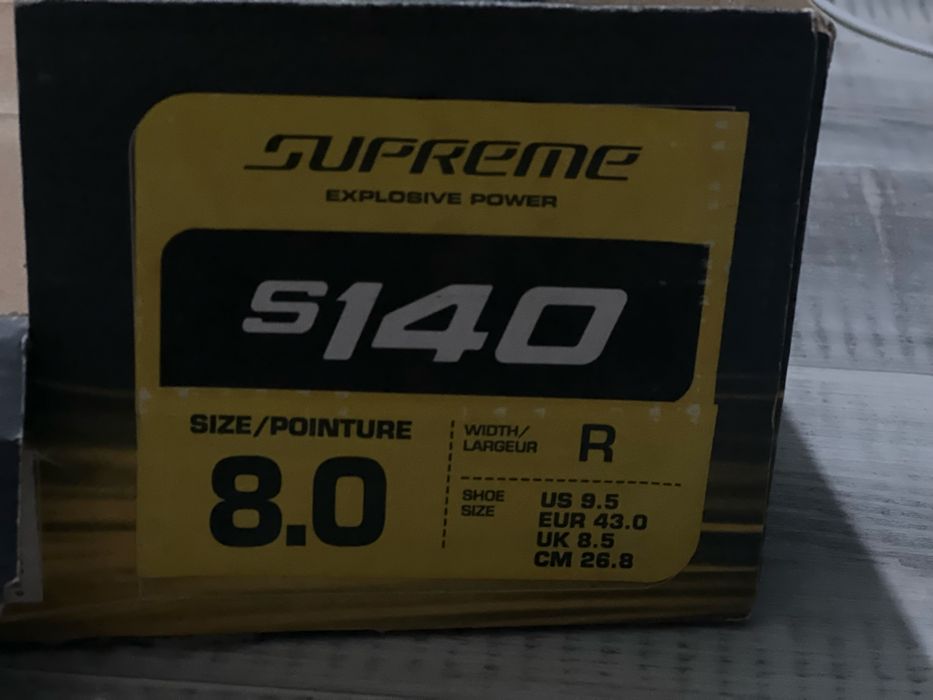 SUPREME
EXPLOSIVE POWER
S140
SIZE/POINTURE
8.0
WIDTH/
LARGEUR
R
SHOE
SIZE
US 9.5
EUR 43.0
UK 8.5
CM 26.8